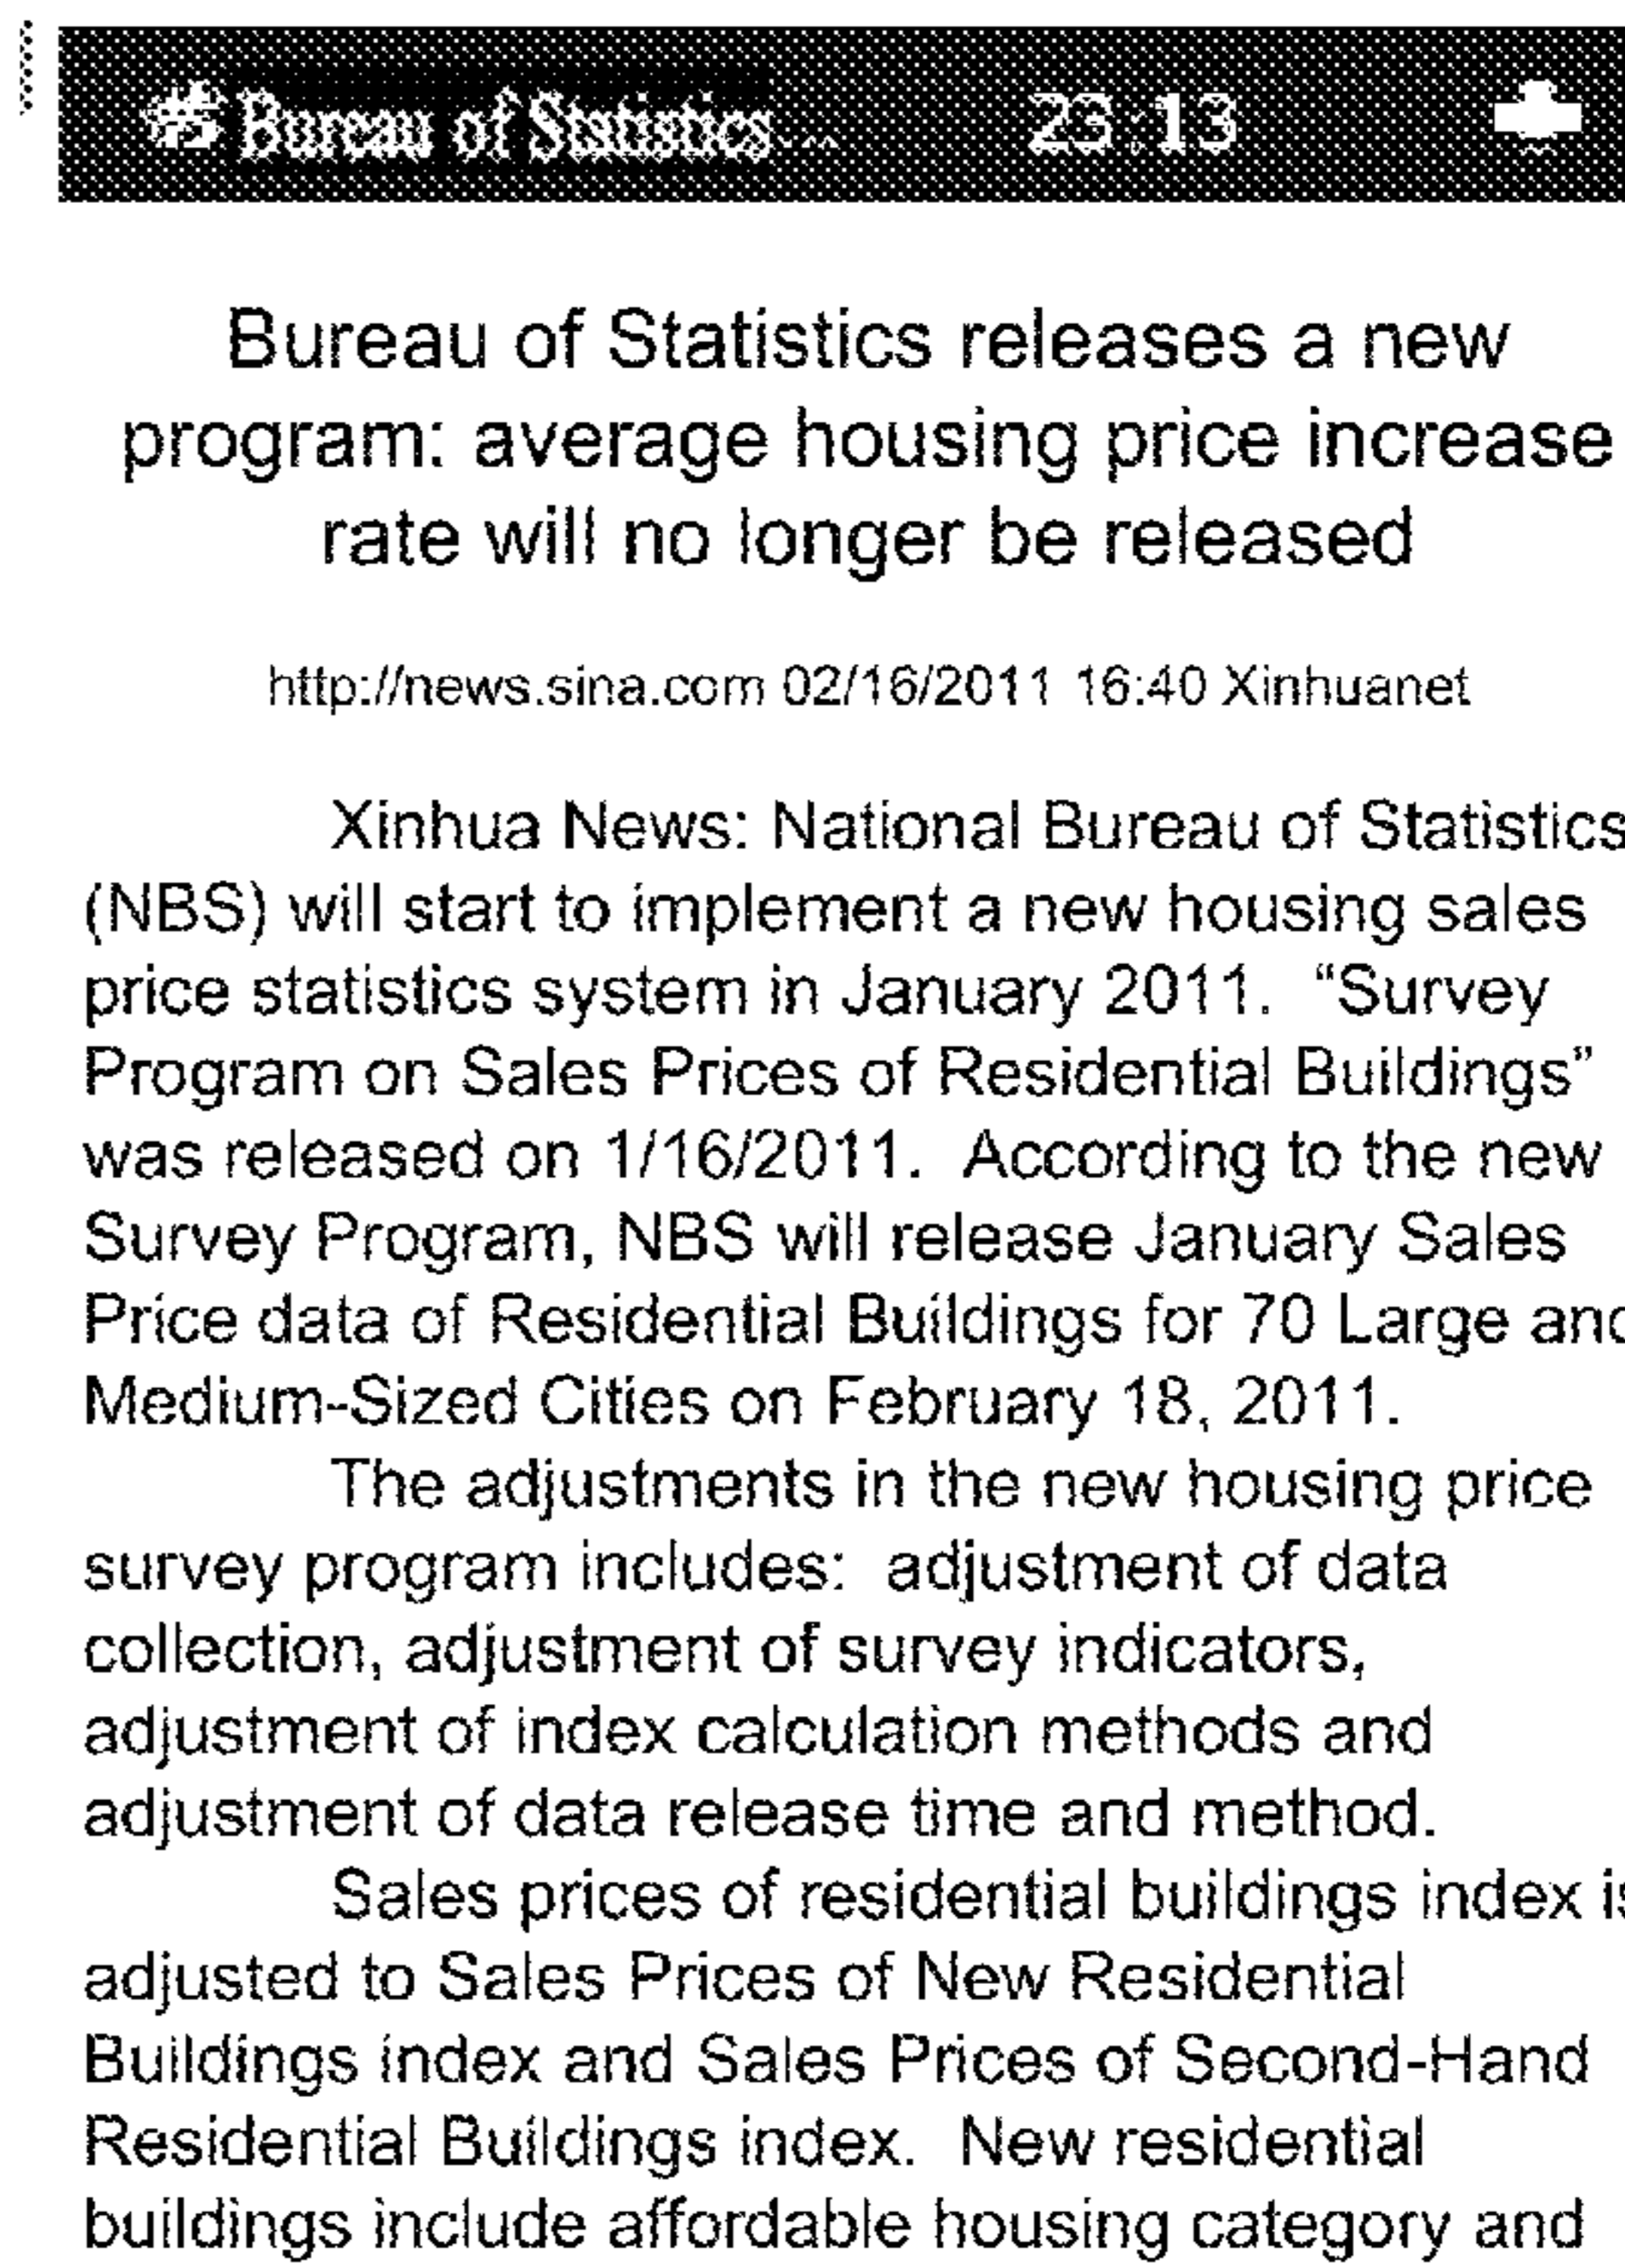 Bureau of Statistics... 23:13
Bureau of Statistics releases a new
program: average housing price increase
rate will no longer be released
http://news.sina.com 02/16/2011 16:40 Xinhuanet
Xinhua News: National Bureau of Statistics
(NBS) will start to implement a new housing sales
price statistics system in January 2011. “Survey
Program on Sales Prices of Residential Buildings”
was released on 1/16/2011. According to the new
Survey Program, NBS will release January Sales
Price data of Residential Buildings for 70 Large and
Medium-Sized Cities on February 18, 2011.
The adjustments in the new housing price
survey program includes: adjustment of data
collection, adjustment of survey indicators,
adjustment of index calculation methods and
adjustment of data release time and method.
Sales prices of residential buildings index is
adjusted to Sales Prices of New Residential
Buildings index and Sales Prices of Second-Hand
Residential Buildings index. New residential
buildings include affordable housing category and